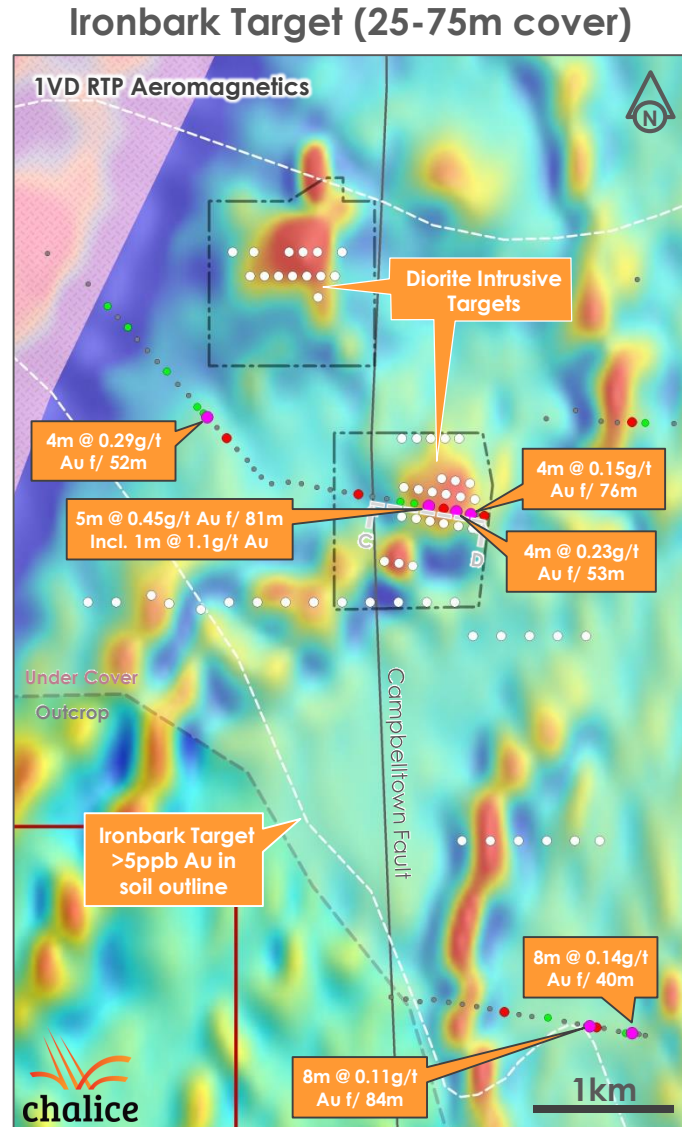 Ironbark Target (25-75m cover)
1VD RTP Aeromagnetics
N
Diorite Intrusive
Targets
4m @ 0.29g/t
Au f/ 52m
4m @ 0.15g/t
Au f/ 76m
5m @ 0.45g/t Au f/ 81m
Incl. 1m @ 1.1g/t Au
C
D
4m @ 0.23g/t
Au f/ 53m
Under Cover
Outcrop
Campbelltown Fault
Ironbark Target
>5ppb Au in
soil outline
8m @ 0.14g/t
Au f/ 40m
8m @ 0.11g/t
Au f/ 84m
1km
chalice